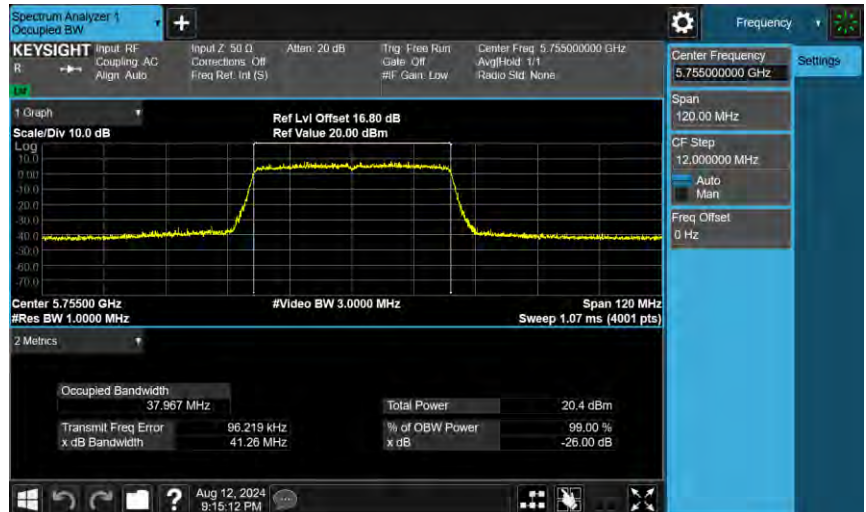 Spectrum Analyzer 1
Occupied BW
Frequency
KEYSIGHT
Input: RF
Coupling: AC
Align: Auto
Input Z: 50 Ω
Corrections: Off
Freq Ref: Int (S)
Atten: 20 dB
Trig: Free Run
Gate: Off
#IF Gain: Low
Center Freq: 5.755000000 GHz
Avg|Hold: 1/1
Radio Std: None
R
Center Frequency
5.755000000 GHz
Settings
Span
120.00 MHz
CF Step
12.000000 MHz
Auto
Man
Freq Offset
0 Hz
1 Graph
Scale/Div 10.0 dB
Ref Lvl Offset 16.80 dB
Ref Value 20.00 dBm
Log
10.0
0.00
-10.0
-20.0
-30.0
-40.0
-50.0
-60.0
-70.0
Center 5.75500 GHz
#Video BW 3.0000 MHz
Span 120 MHz
#Res BW 1.0000 MHz
Sweep 1.07 ms (4001 pts)
2 Metrics
Occupied Bandwidth
37.967 MHz
Total Power 20.4 dBm
Transmit Freq Error 96.219 kHz
% of OBW Power 99.00 %
x dB Bandwidth 41.26 MHz
x dB -26.00 dB
?
Aug 12, 2024
9:15:12 PM